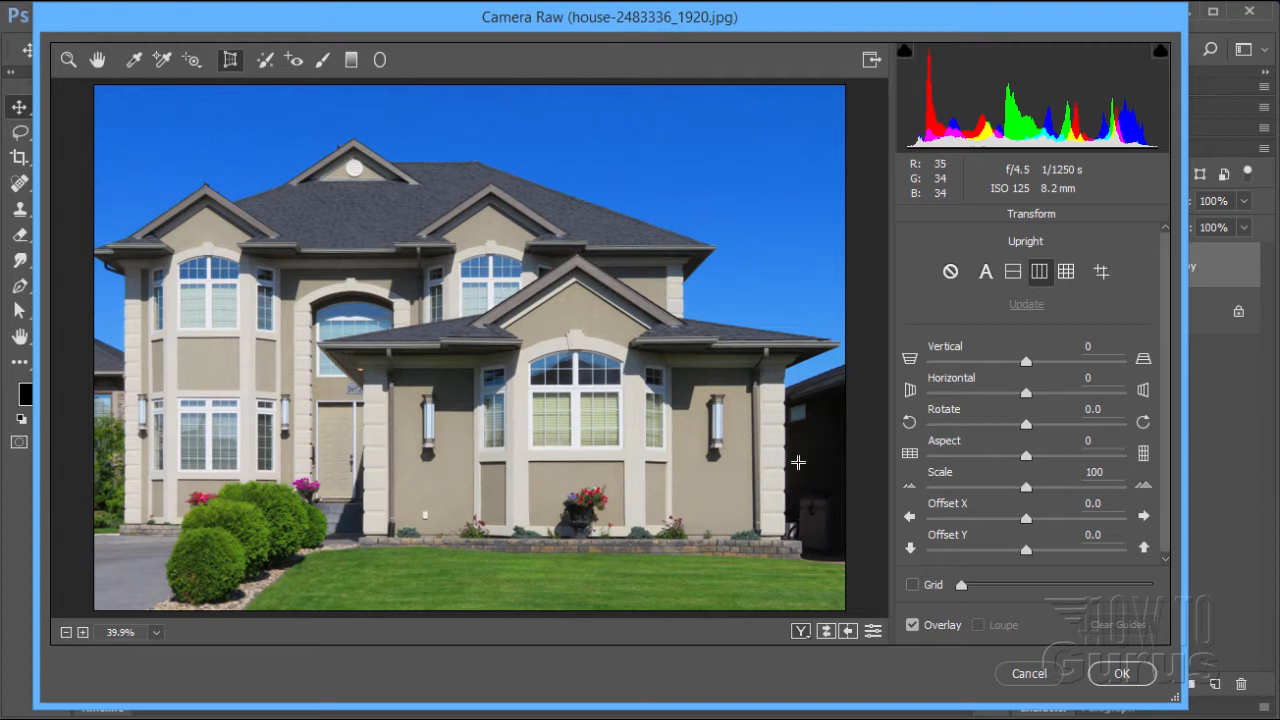 Ps
Camera Raw (house-2483336_1920.jpg)
R: 35
G: 34
B: 34
f/4.5 1/1250 s
ISO 125 8.2 mm
Transform
Upright
A
Update
Vertical 0
Horizontal 0
Rotate 0.0
Aspect 0
Scale 100
Offset X 0.0
Offset Y 0.0
Grid
Overlay
Loupe
Clear Guides
39.9%
Y
Cancel
OK
100%
100%
HOW TO
Gurus